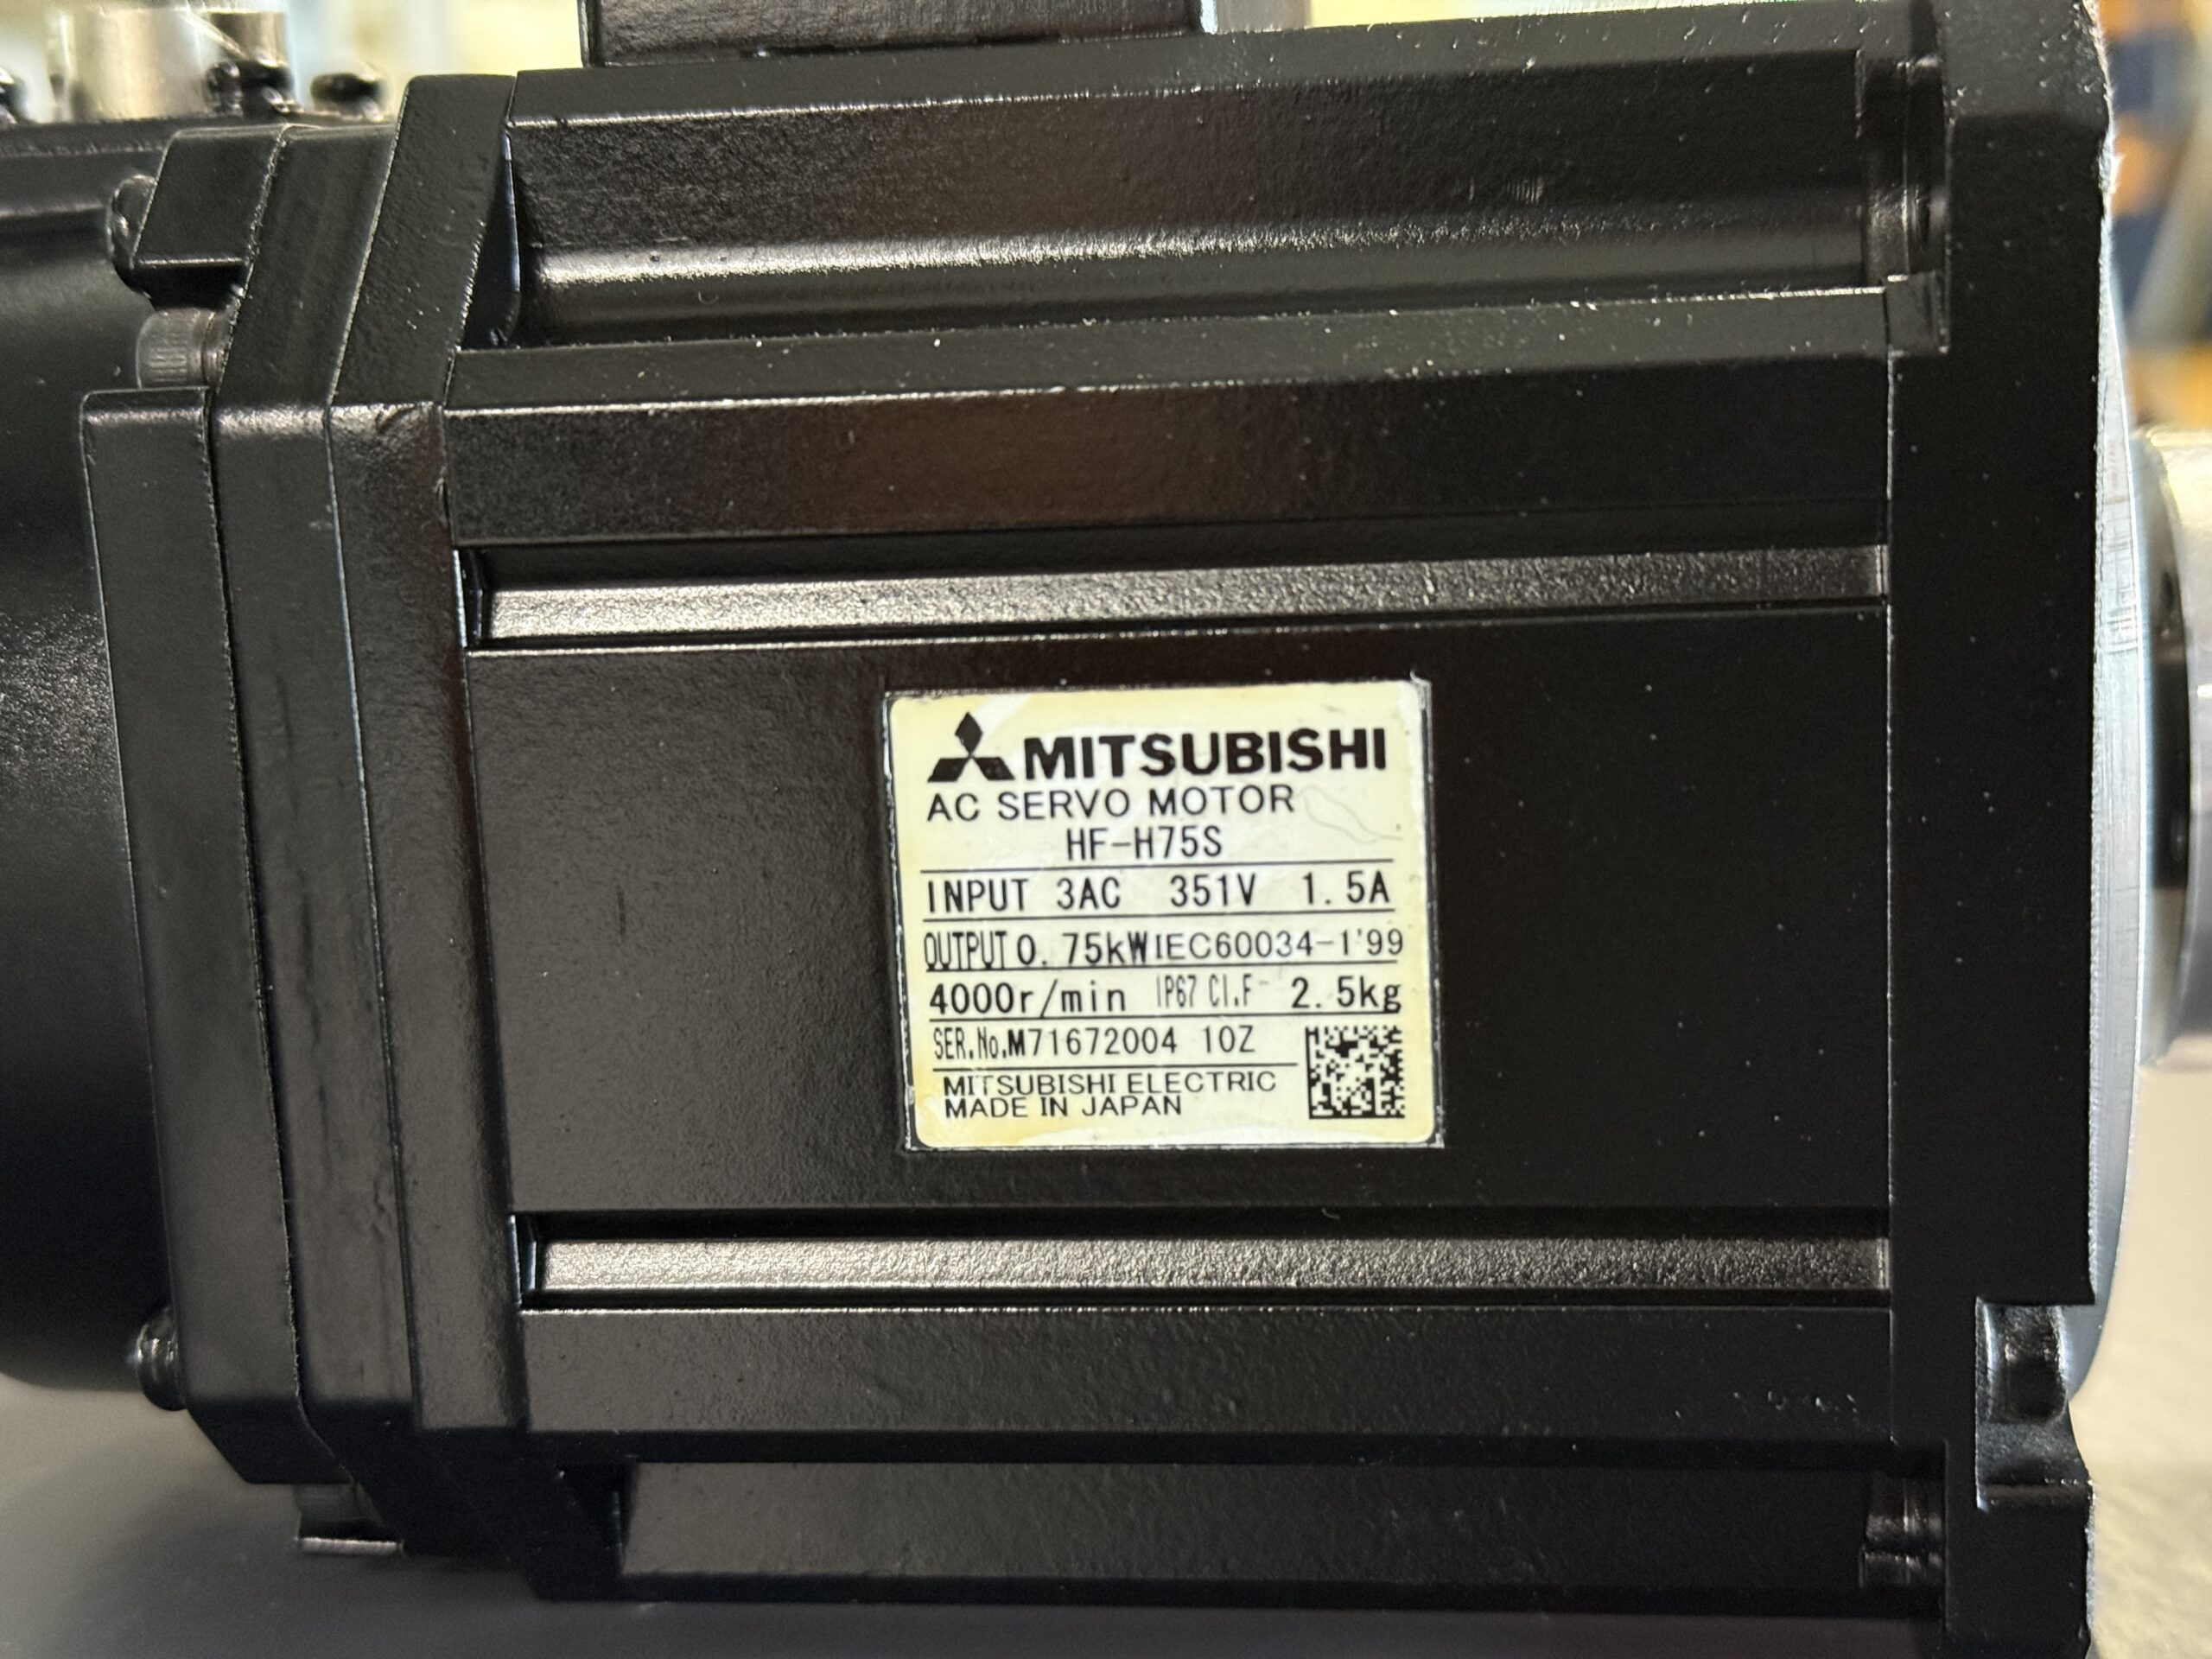 MITSUBISHI
AC SERVO MOTOR
HF-H75S
INPUT 3AC 351V 1.5A
OUTPUT 0.75kW IEC60034-1'99
4000r/min IP67 CI.F 2.5kg
SER.No.M71672004 10Z
MITSUBISHI ELECTRIC
MADE IN JAPAN